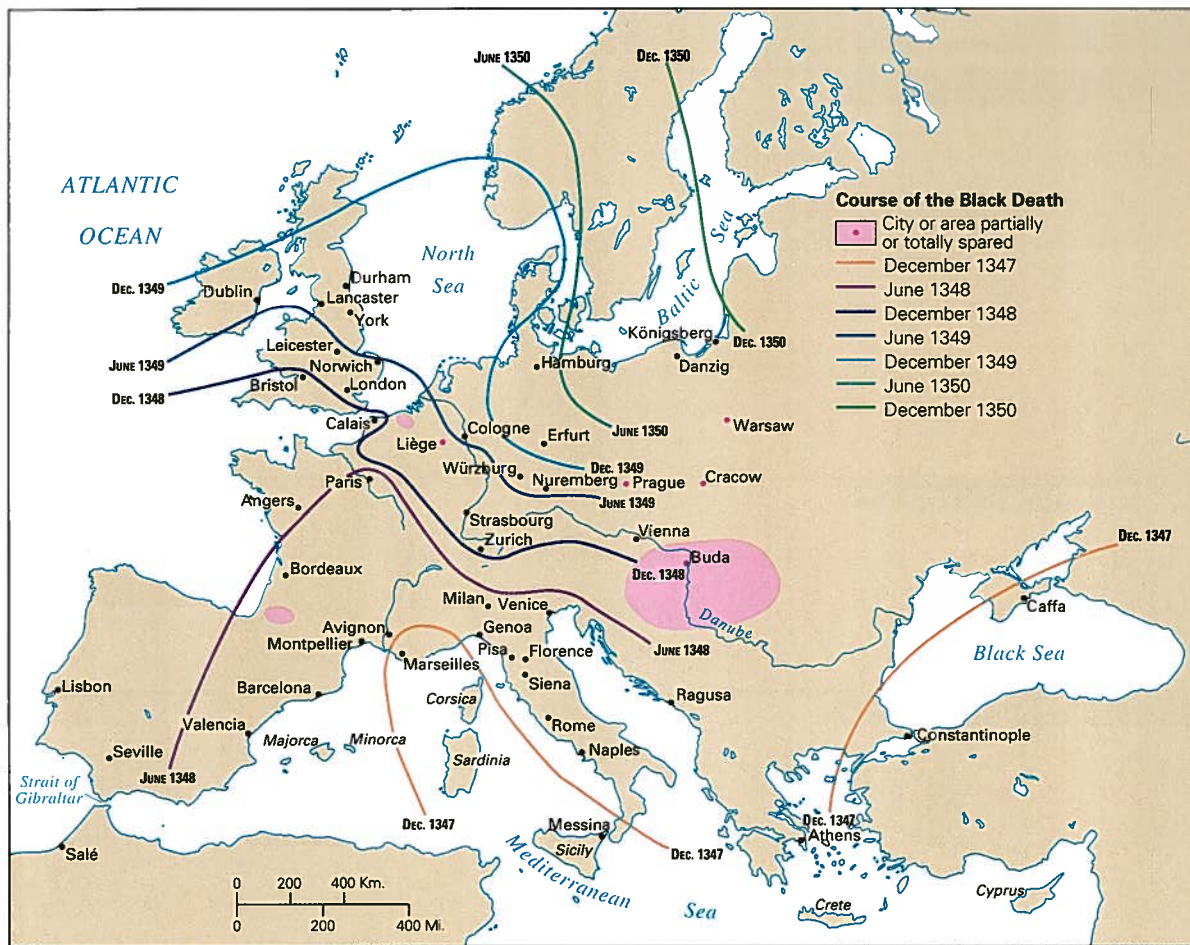 JUNE 1350
DEC. 1350
ATLANTIC
OCEAN
North
Sea
Baltic
Sea
Course of the Black Death
City or area partially
or totally spared
December 1347
June 1348
December 1348
June 1349
December 1349
June 1350
December 1350
DEC. 1349
JUNE 1349
DEC. 1348
Dublin
Durham
Lancaster
York
Leicester
Norwich
Bristol
London
Calais
Liège
Cologne
Hamburg
Erfurt
Würzburg
Nuremberg
Königsberg
Danzig
DEC. 1350
JUNE 1350
DEC. 1349
JUNE 1349
Warsaw
Prague
Cracow
Paris
Angers
Strasbourg
Zurich
Vienna
Buda
DEC. 1348
Danube
JUNE 1348
Bordeaux
Milan
Venice
Avignon
Genoa
Montpellier
Marseilles
Pisa
Florence
Siena
Corsica
Rome
Naples
Ragusa
Lisbon
Barcelona
Valencia
Seville
JUNE 1348
Majorca
Minorca
Sardinia
Strait of
Gibraltar
Salé
DEC. 1347
Messina
Sicily
DEC. 1347
Mediterranean
Sea
DEC. 1347
Caffa
Black Sea
Constantinople
DEC. 1347
Athens
Crete
Cyprus
0 200 400 Km.
0 200 400 Mi.